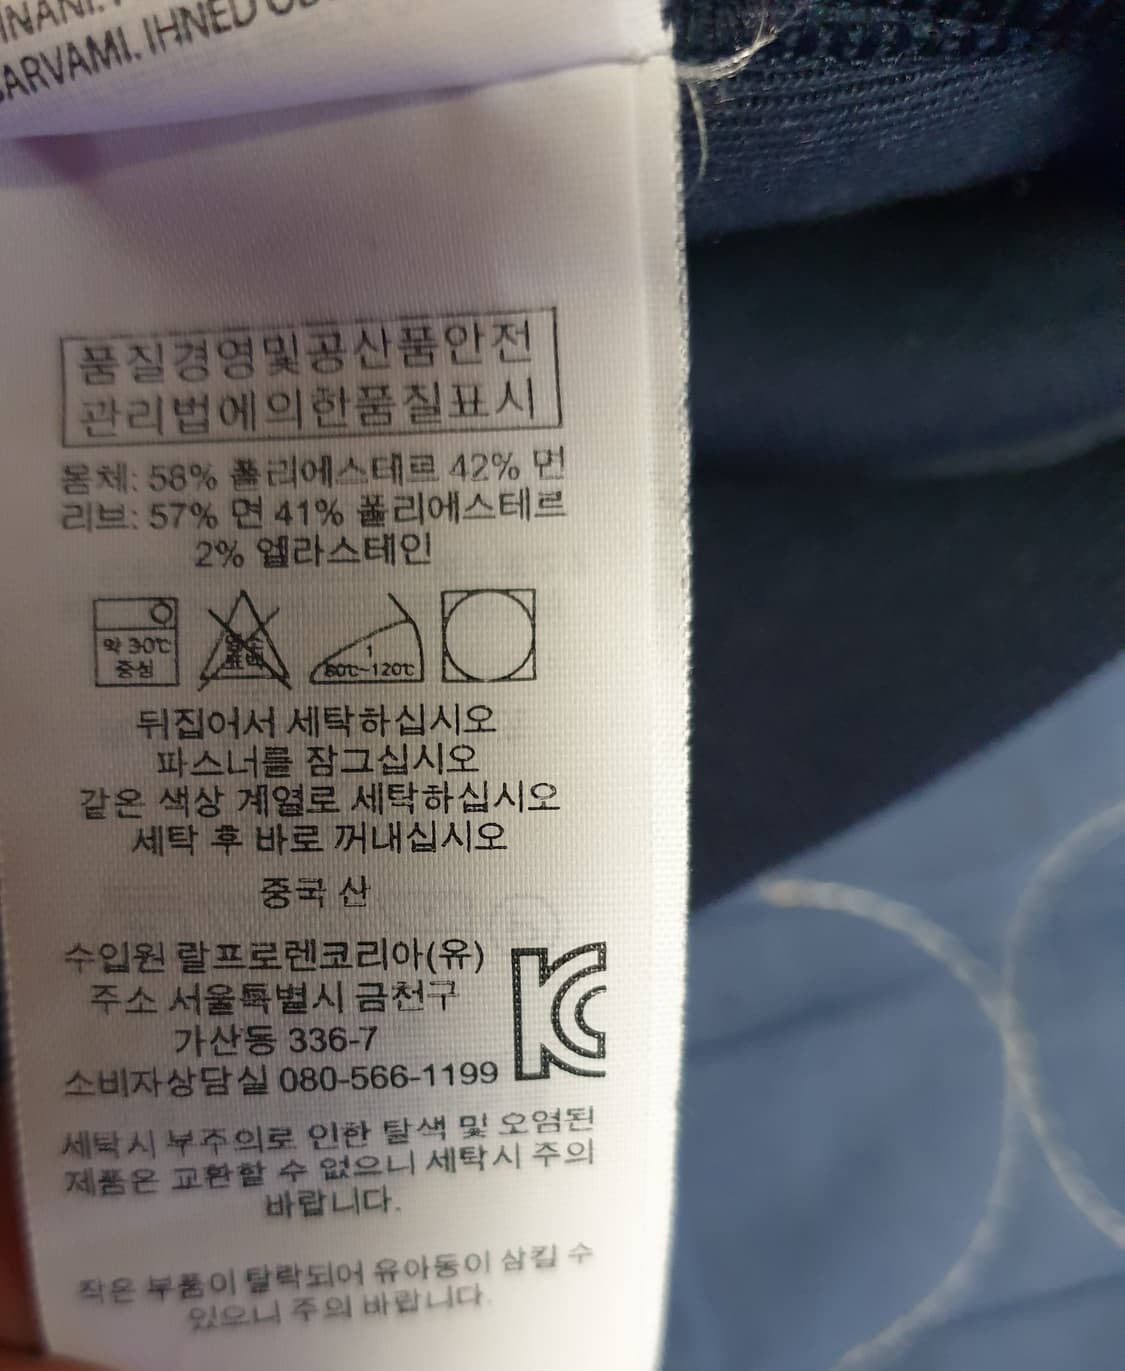 ARVAMI. IHNED
품질경영및공산품안전
관리법에의한품질표시
몸체: 58% 폴리에스테르 42% 면
리브: 57% 면 41% 폴리에스테르
2% 엘라스테인
약 30℃
중성
염소
표백
1
80℃~120℃
뒤집어서 세탁하십시오
파스너를 잠그십시오
같은 색상 계열로 세탁하십시오
세탁 후 바로 꺼내십시오
중국 산
수입원 랄프로렌코리아(유)
주소 서울특별시 금천구
가산동 336-7
소비자상담실 080-566-1199
KC
세탁시 부주의로 인한 탈색 및 오염된
제품은 교환할 수 없으니 세탁시 주의
바랍니다.
작은 부품이 탈락되어 유아동이 삼킬 수
있으니 주의 바랍니다.